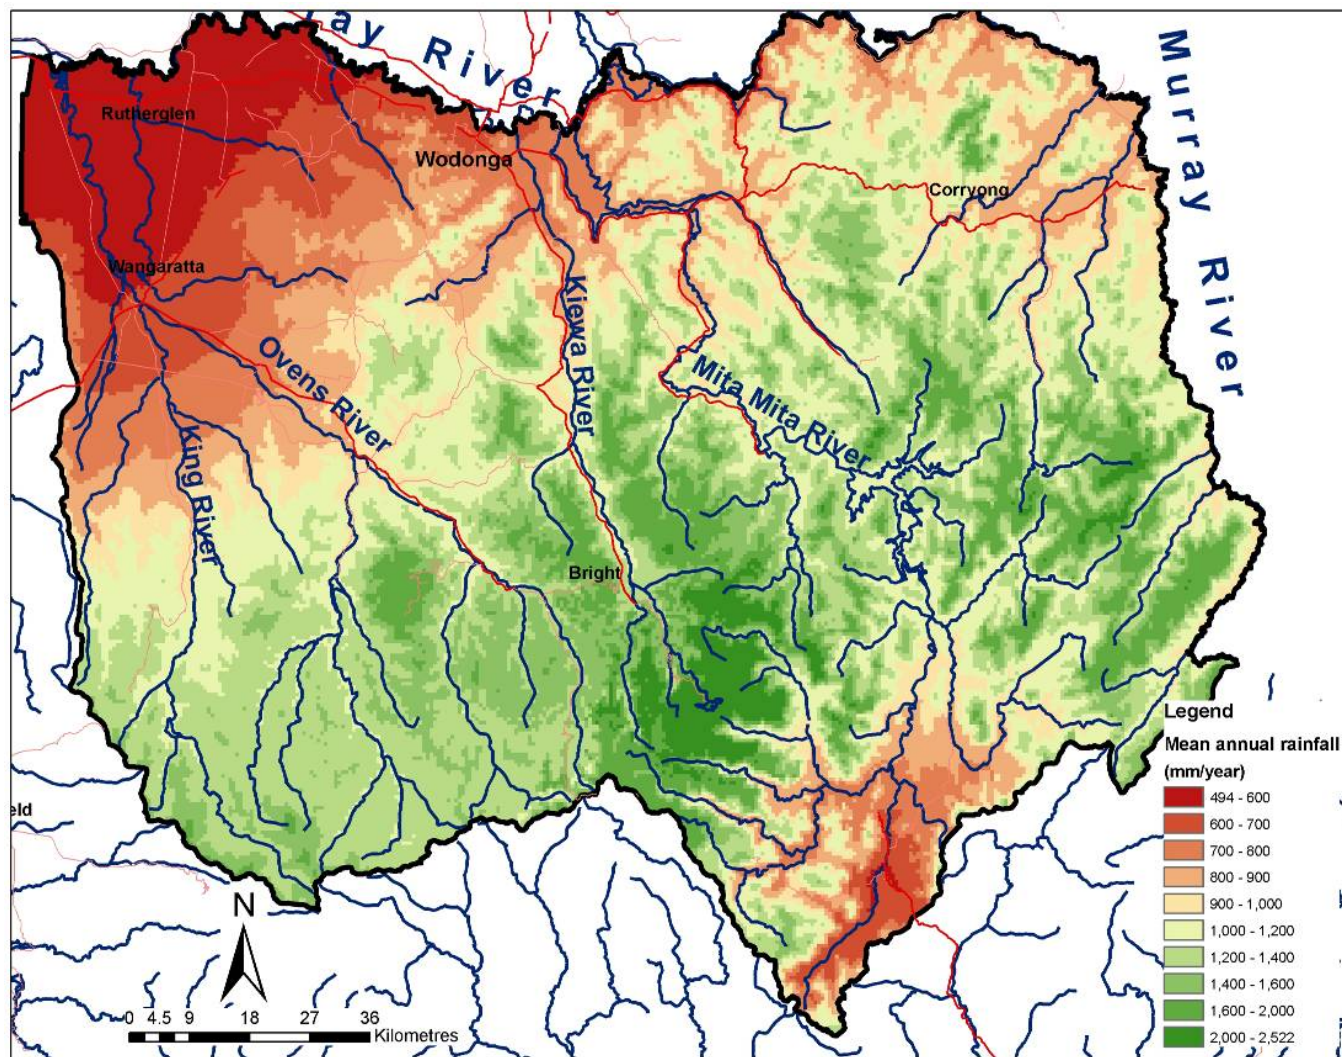 ray River
Murray River
Rutherglen
Wodonga
Corryong
Wangaratta
Kiewa River
Ovens River
Mita Mita River
King River
Bright
Legend
Mean annual rainfall
(mm/year)
494 - 600
600 - 700
700 - 800
800 - 900
900 - 1,000
1,000 - 1,200
1,200 - 1,400
1,400 - 1,600
1,600 - 2,000
2,000 - 2,522
eld
N
0 4.5 9 18 27 36
Kilometres